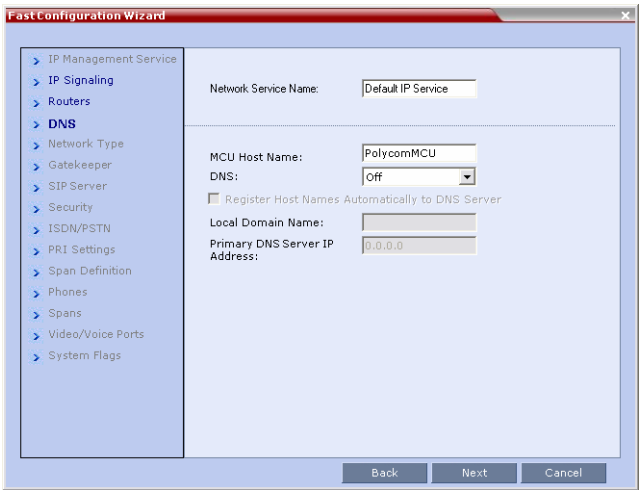 Fast Configuration Wizard
IP Management Service
IP Signaling
Routers
DNS
Network Type
Gatekeeper
SIP Server
Security
ISDN/PSTN
PRI Settings
Span Definition
Phones
Spans
Video/Voice Ports
System Flags
Network Service Name: Default IP Service
MCU Host Name: PolycomMCU
DNS: Off
Register Host Names Automatically to DNS Server
Local Domain Name:
Primary DNS Server IP 0.0.0.0
Address:
Back Next Cancel